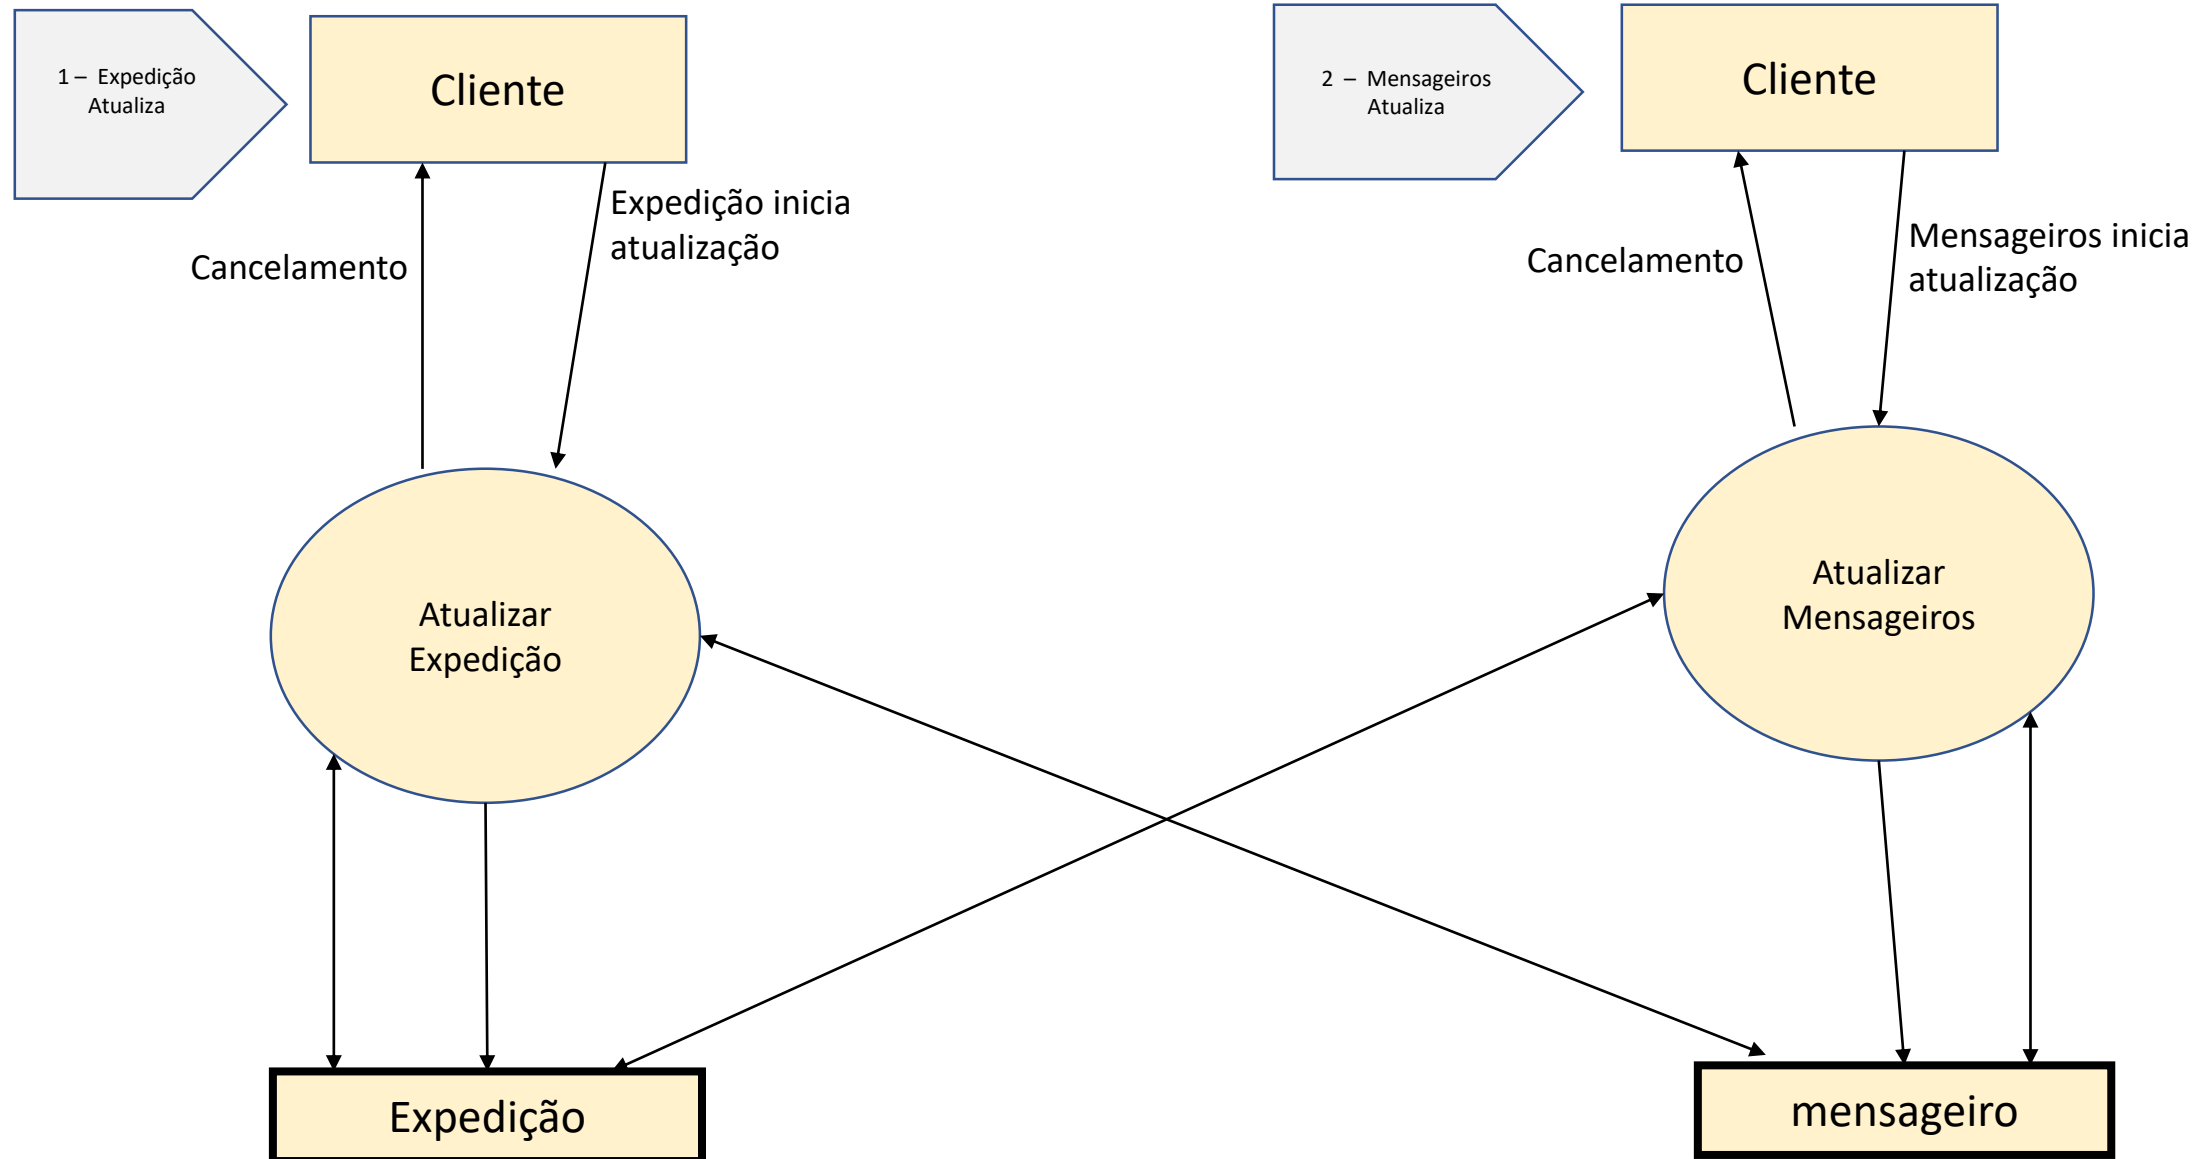 1 – Expedição
Atualiza
Cliente
2 – Mensageiros
Atualiza
Cliente
Expedição inicia
atualização
Cancelamento
Mensageiros inicia
atualização
Cancelamento
Atualizar
Expedição
Atualizar
Mensageiros
Expedição
mensageiro